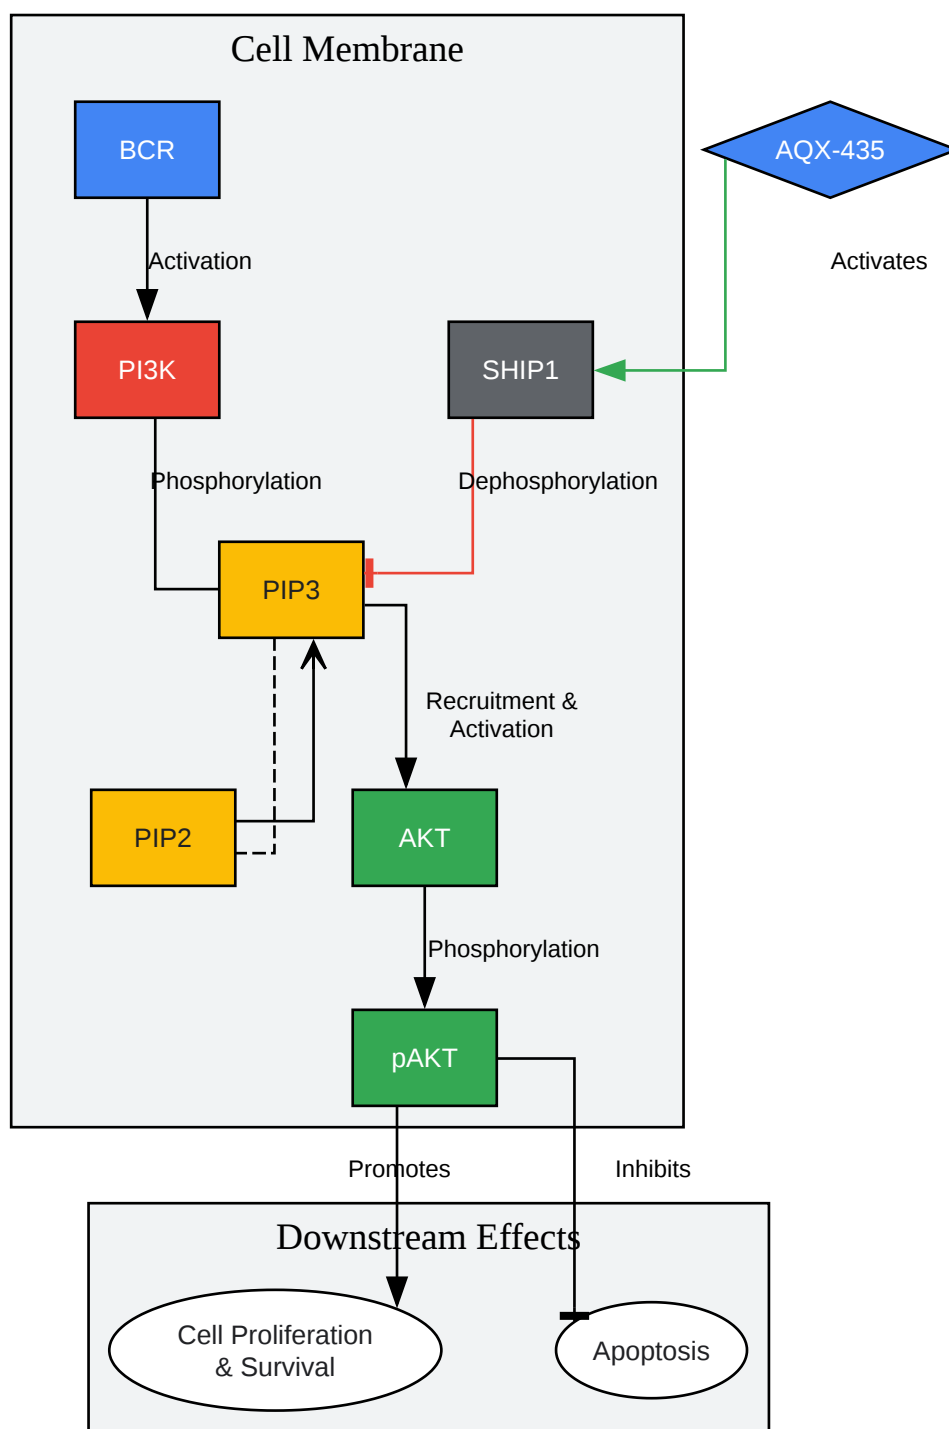 Cell Membrane
BCR
AQX-435
Activation
Activates
PI3K
SHIP1
Phosphorylation
Dephosphorylation
PIP3
Recruitment &
Activation
PIP2
AKT
Phosphorylation
pAKT
Promotes
Inhibits
Downstream Effects
Cell Proliferation
& Survival
Apoptosis